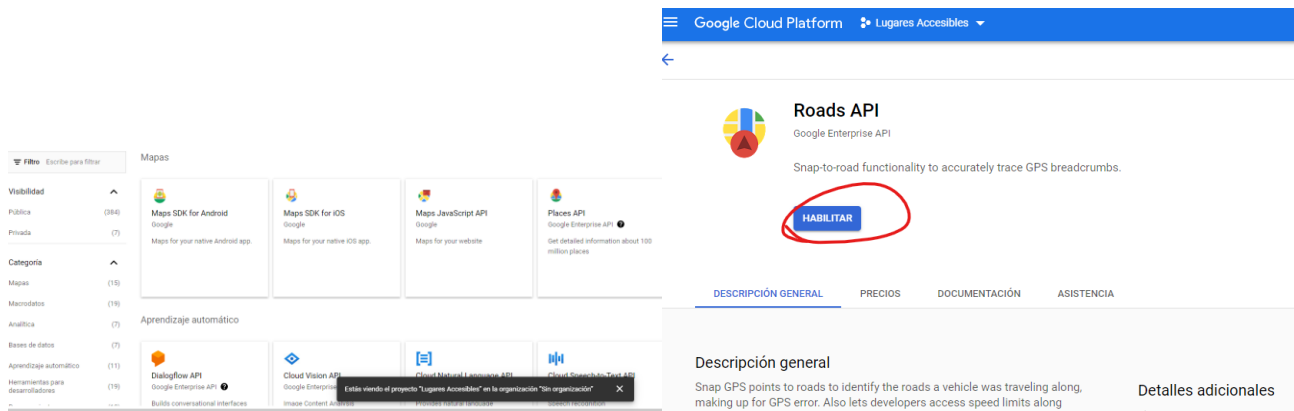 Filtro Escribe para filtrar
Visibilidad
Pública (384)
Privada (7)
Categoría
Mapas (15)
Macrodatos (19)
Analítica (7)
Bases de datos (7)
Aprendizaje automático (11)
Herramientas para
desarrolladores (19)
Mapas
Maps SDK for Android
Google
Maps for your native Android app.
Maps SDK for iOS
Google
Maps for your native iOS app.
Maps JavaScript API
Google
Maps for your website
Places API
Google Enterprise API
Get detailed information about 100
million places
Aprendizaje automático
Dialogflow API
Google Enterprise API
Builds conversational interfaces
Cloud Vision API
Google Enterprise
Image Content Analysis
Cloud Natural Language API
Provides natural language
Cloud Speech-to-Text API
Speech recognition
Estás viendo el proyecto "Lugares Accesibles" en la organización "Sin organización" X
Google Cloud Platform Lugares Accesibles
Roads API
Google Enterprise API
Snap-to-road functionality to accurately trace GPS breadcrumbs.
HABILITAR
DESCRIPCIÓN GENERAL PRECIOS DOCUMENTACIÓN ASISTENCIA
Descripción general
Snap GPS points to roads to identify the roads a vehicle was traveling along,
making up for GPS error. Also lets developers access speed limits along
Detalles adicionales